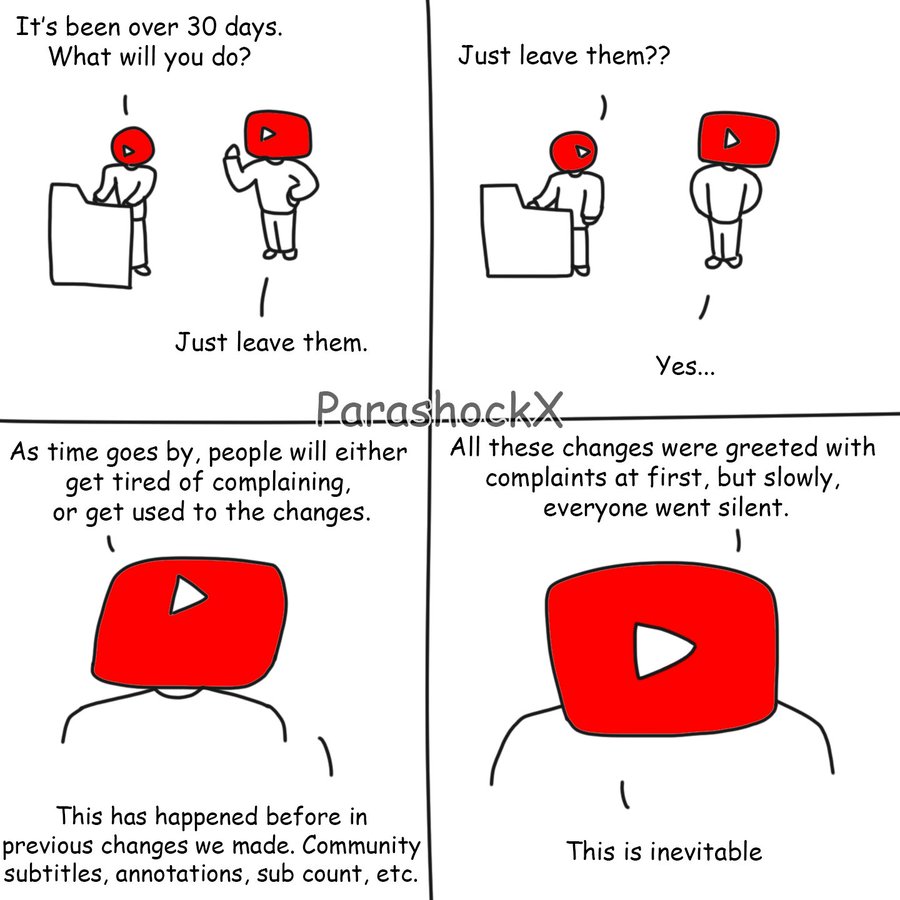 It's been over 30 days.
What will you do?
Just leave them.
Just leave them??
Yes...
ParashockX
As time goes by, people will either
get tired of complaining,
or get used to the changes.
This has happened before in
previous changes we made. Community
subtitles, annotations, sub count, etc.
All these changes were greeted with
complaints at first, but slowly,
everyone went silent.
This is inevitable